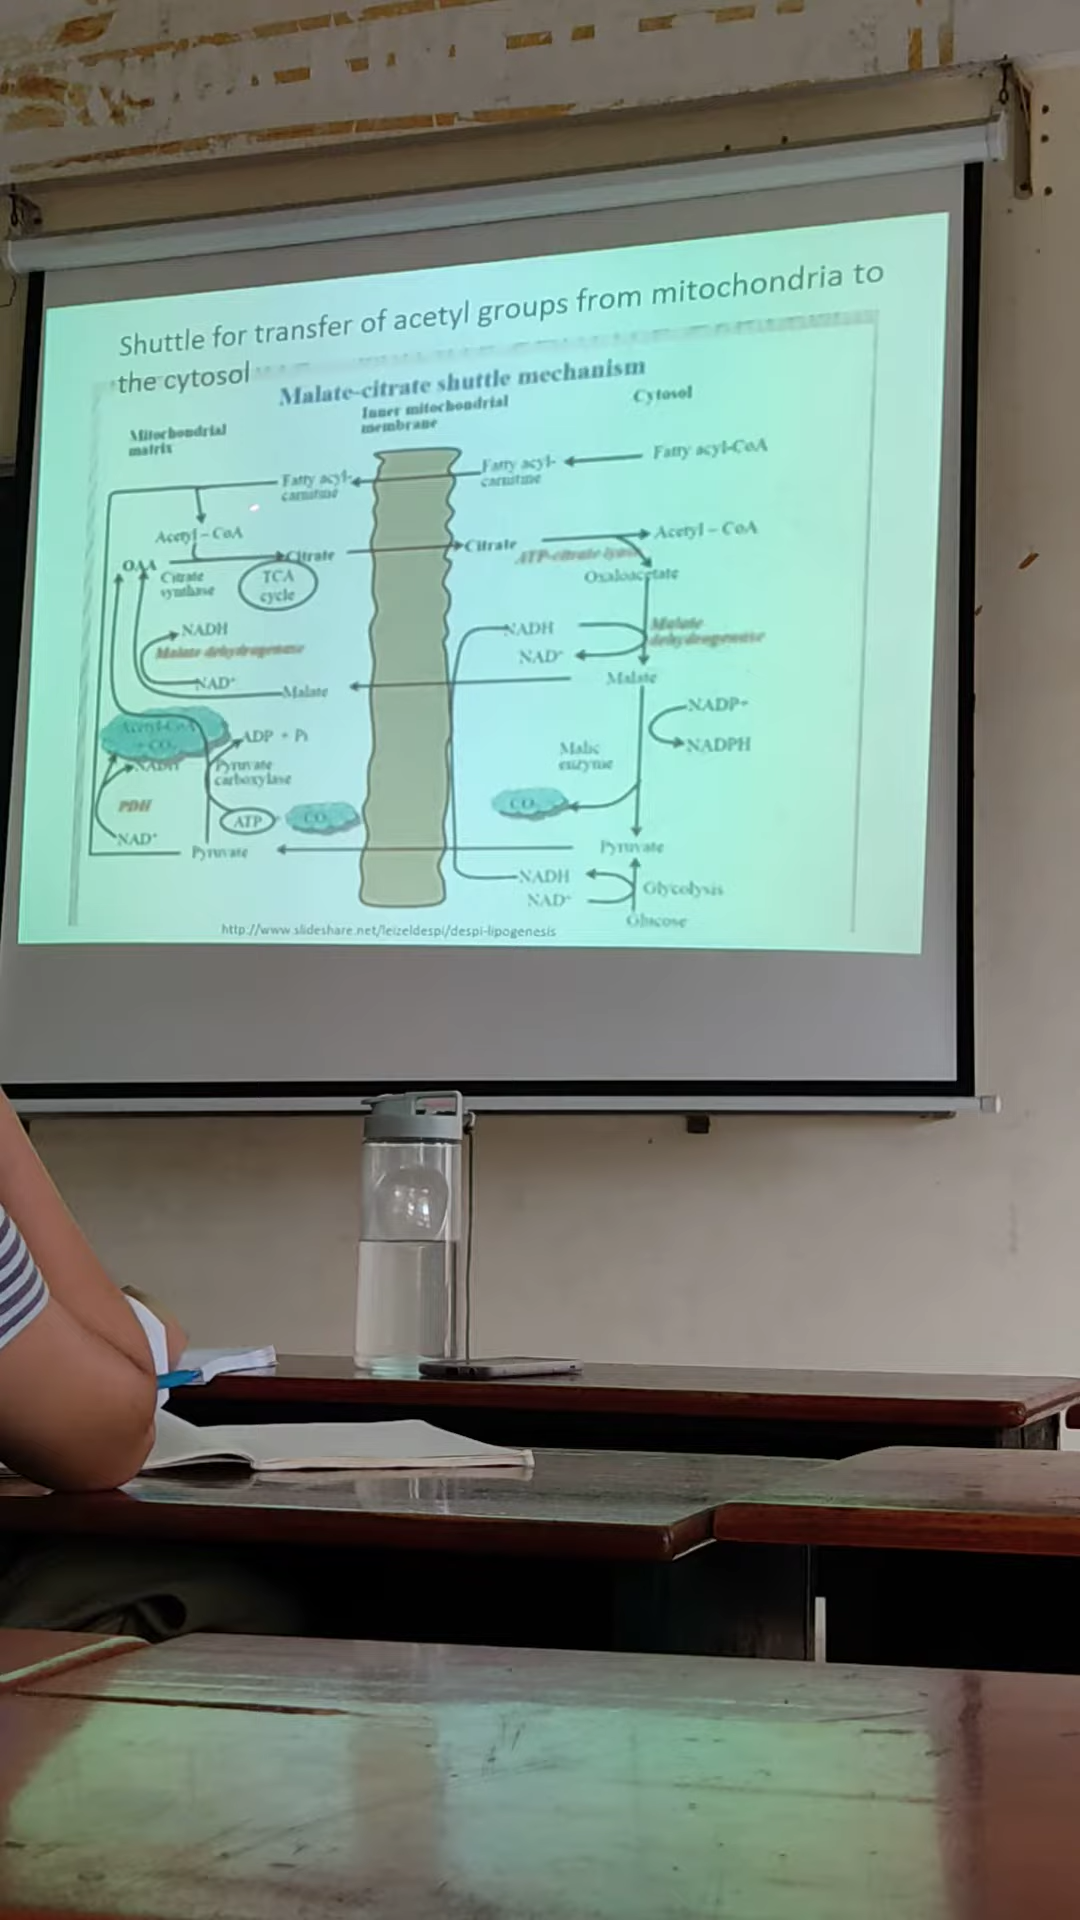 Shuttle for transfer of acetyl groups from mitochondria to
the cytosol
Malate-citrate shuttle mechanism
Mitochondrial
matrix
Inner mitochondrial
membrane
Cytosol
Fatty acyl-
carnitine
Fatty acyl-
carnitine
Fatty acyl-CoA
Acetyl – CoA
OAA
Citrate
synthase
Citrate
TCA
cycle
Citrate
ATP-citrate lyase
Acetyl – CoA
Oxaloacetate
NADH
Malate dehydrogenase
NAD⁺
Malate
NADH
NAD⁺
Malate
dehydrogenase
Malate
NADP+
NADPH
Malic
enzyme
CO₂
Acetyl-CoA
+ CO₂
NADH
PDH
NAD⁺
ADP + Pi
Pyruvate
carboxylase
ATP
CO₂
Pyruvate
Pyruvate
NADH
NAD⁺
Glycolysis
Glucose
http://www.slideshare.net/leizeldespi/despi-lipogenesis